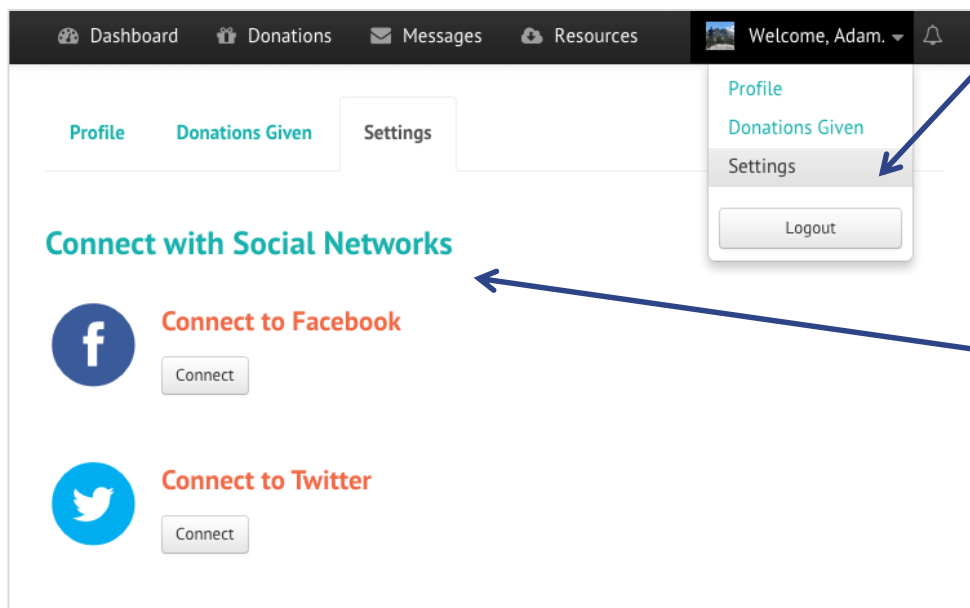 Dashboard Donations Messages Resources Welcome, Adam.
Profile
Donations Given
Settings
Logout
Profile Donations Given Settings
Connect with Social Networks
Connect to Facebook
Connect
Connect to Twitter
Connect